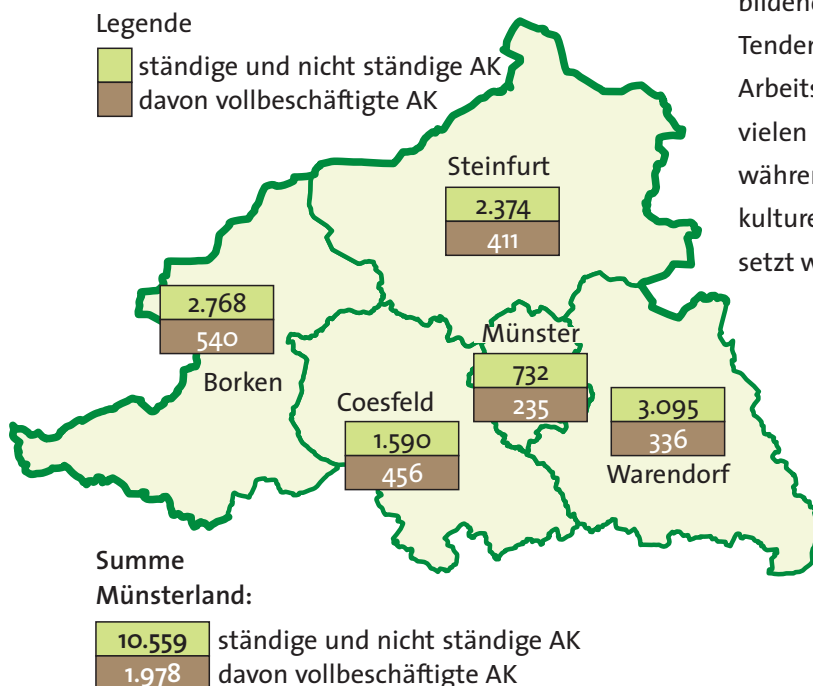 Legende
ständige und nicht ständige AK
davon vollbeschäftigte AK
Steinfurt
2.374
411
2.768
540
Borken
Münster
732
235
Coesfeld
1.590
456
3.095
336
Warendorf
Summe
Münsterland:
10.559 ständige und nicht ständige AK
1.978 davon vollbeschäftigte AK
vielen
setzt